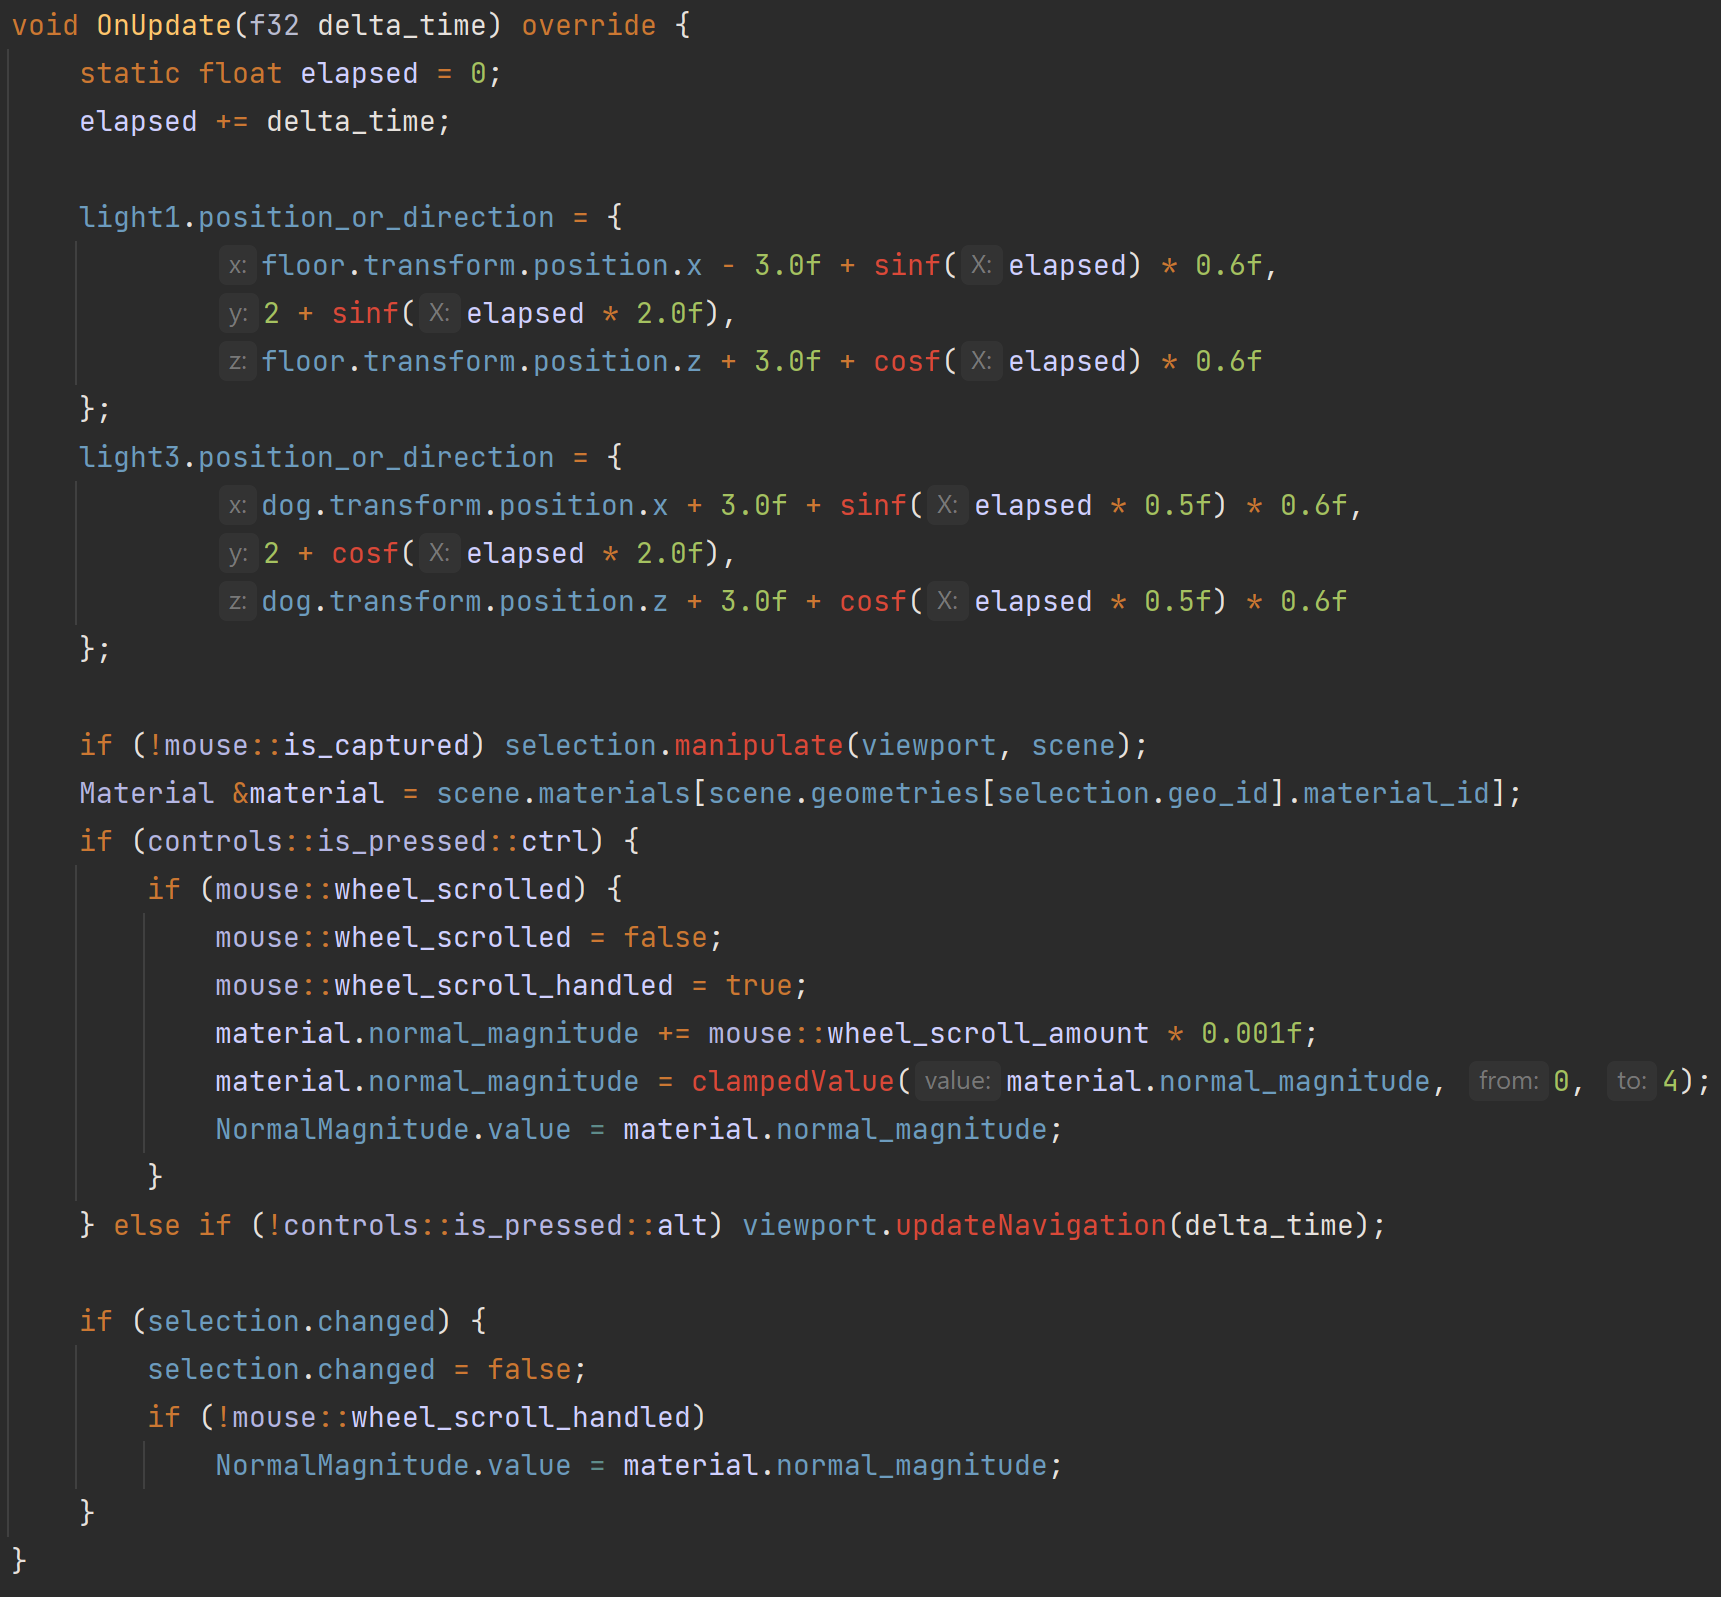 void OnUpdate(f32 delta_time) override {
    static float elapsed = 0;
    elapsed += delta_time;

    light1.position_or_direction = {
            x: floor.transform.position.x - 3.0f + sinf( X: elapsed) * 0.6f,
            y: 2 + sinf( X: elapsed * 2.0f),
            z: floor.transform.position.z + 3.0f + cosf( X: elapsed) * 0.6f
    };
    light3.position_or_direction = {
            x: dog.transform.position.x + 3.0f + sinf( X: elapsed * 0.5f) * 0.6f,
            y: 2 + cosf( X: elapsed * 2.0f),
            z: dog.transform.position.z + 3.0f + cosf( X: elapsed * 0.5f) * 0.6f
    };

    if (!mouse::is_captured) selection.manipulate(viewport, scene);
    Material &material = scene.materials[scene.geometries[selection.geo_id].material_id];
    if (controls::is_pressed::ctrl) {
        if (mouse::wheel_scrolled) {
            mouse::wheel_scrolled = false;
            mouse::wheel_scroll_handled = true;
            material.normal_magnitude += mouse::wheel_scroll_amount * 0.001f;
            material.normal_magnitude = clampedValue( value: material.normal_magnitude, from: 0, to: 4);
            NormalMagnitude.value = material.normal_magnitude;
        }
    } else if (!controls::is_pressed::alt) viewport.updateNavigation(delta_time);

    if (selection.changed) {
        selection.changed = false;
        if (!mouse::wheel_scroll_handled)
            NormalMagnitude.value = material.normal_magnitude;
    }
}